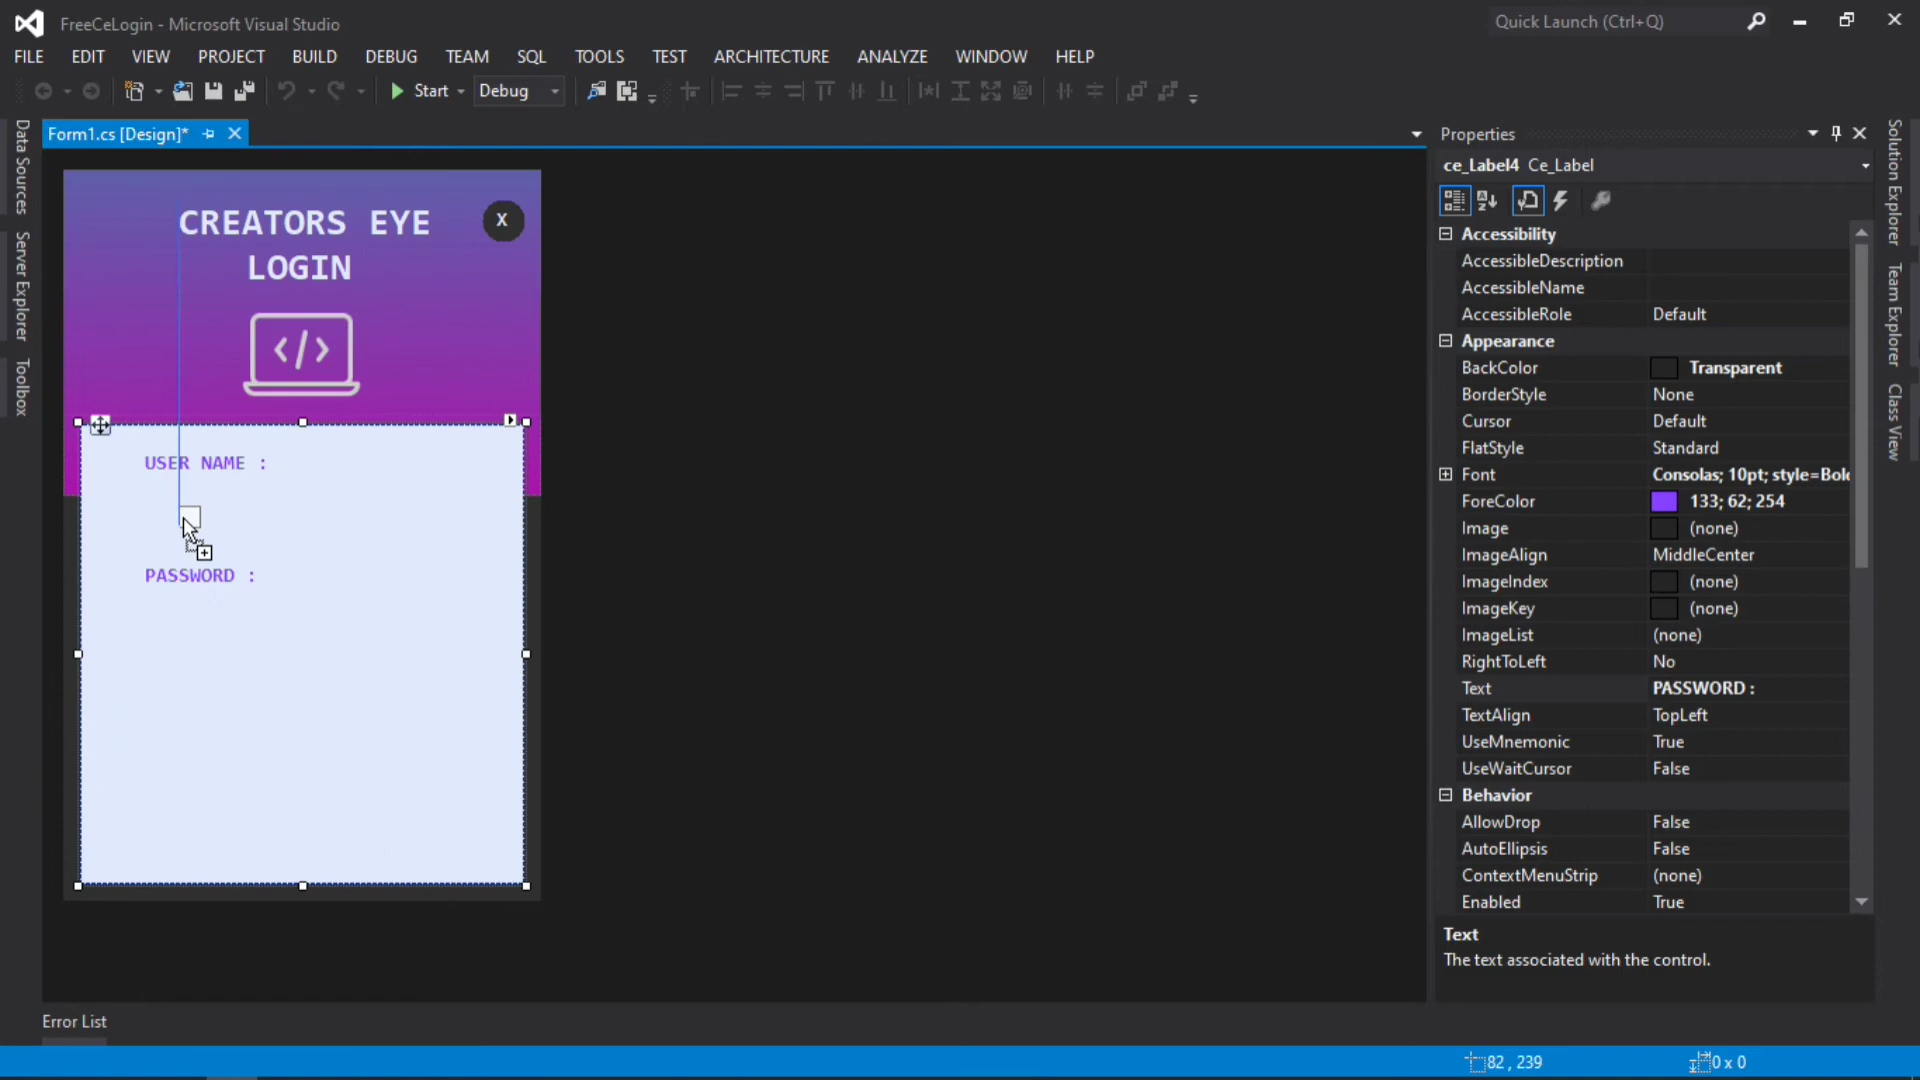 FreeCeLogin - Microsoft Visual Studio
Quick Launch (Ctrl+Q)
FILE EDIT VIEW PROJECT BUILD DEBUG TEAM SQL TOOLS TEST ARCHITECTURE ANALYZE WINDOW HELP
Start Debug
Form1.cs [Design]*
Data Sources
Server Explorer
Toolbox
CREATORS EYE
LOGIN
X
</>
USER NAME :
PASSWORD :
Properties
ce_Label4 Ce_Label
Accessibility
AccessibleDescription
AccessibleName
AccessibleRole Default
Appearance
BackColor Transparent
BorderStyle None
Cursor Default
FlatStyle Standard
Font Consolas; 10pt; style=Bold
ForeColor 133; 62; 254
Image (none)
ImageAlign MiddleCenter
ImageIndex (none)
ImageKey (none)
ImageList (none)
RightToLeft No
Text PASSWORD :
TextAlign TopLeft
UseMnemonic True
UseWaitCursor False
Behavior
AllowDrop False
AutoEllipsis False
ContextMenuStrip (none)
Enabled True
Text
The text associated with the control.
Solution Explorer
Team Explorer
Class View
Error List
82 , 239
0 x 0